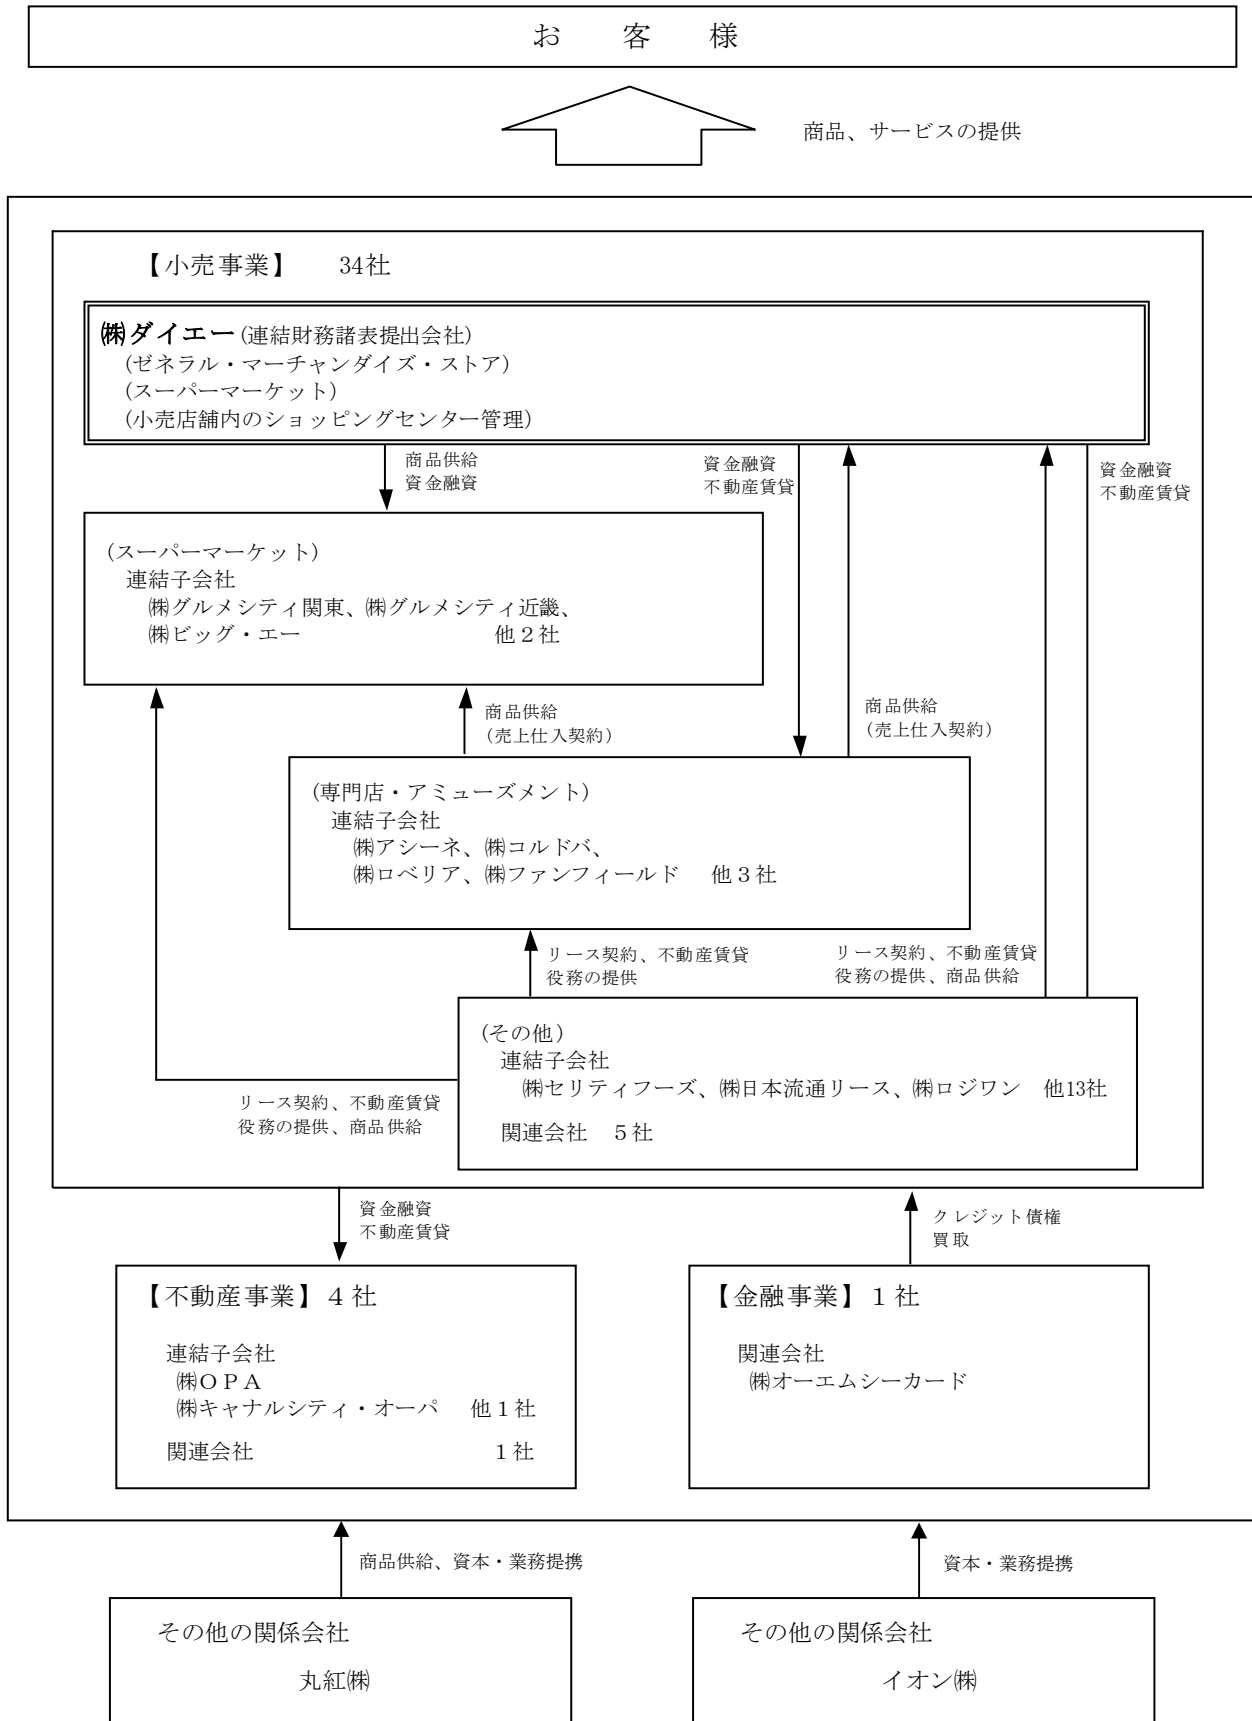 お客様
商品、サービスの提供
【小売事業】 34社
㈱ダイエー(連結財務諸表提出会社)
(ゼネラル・マーチャンダイズ・ストア)
(スーパーマーケット)
(小売店舗内のショッピングセンター管理)
商品供給
資金融資
資金融資
不動産賃貸
資金融資
不動産賃貸
(スーパーマーケット)
連結子会社
㈱グルメシティ関東、㈱グルメシティ近畿、
㈱ビッグ・エー 他２社
商品供給
(売上仕入契約)
商品供給
(売上仕入契約)
(専門店・アミューズメント)
連結子会社
㈱アシーネ、㈱コルドバ、
㈱ロベリア、㈱ファンフィールド 他３社
リース契約、不動産賃貸
役務の提供
リース契約、不動産賃貸
役務の提供、商品供給
(その他)
連結子会社
㈱セリティフーズ、㈱日本流通リース、㈱ロジワン 他13社
関連会社 ５社
リース契約、不動産賃貸
役務の提供、商品供給
資金融資
不動産賃貸
クレジット債権
買取
【不動産事業】４社
連結子会社
㈱ＯＰＡ
㈱キャナルシティ・オーパ 他１社
関連会社 １社
【金融事業】１社
関連会社
㈱オーエムシーカード
商品供給、資本・業務提携
資本・業務提携
その他の関係会社
丸紅㈱
その他の関係会社
イオン㈱